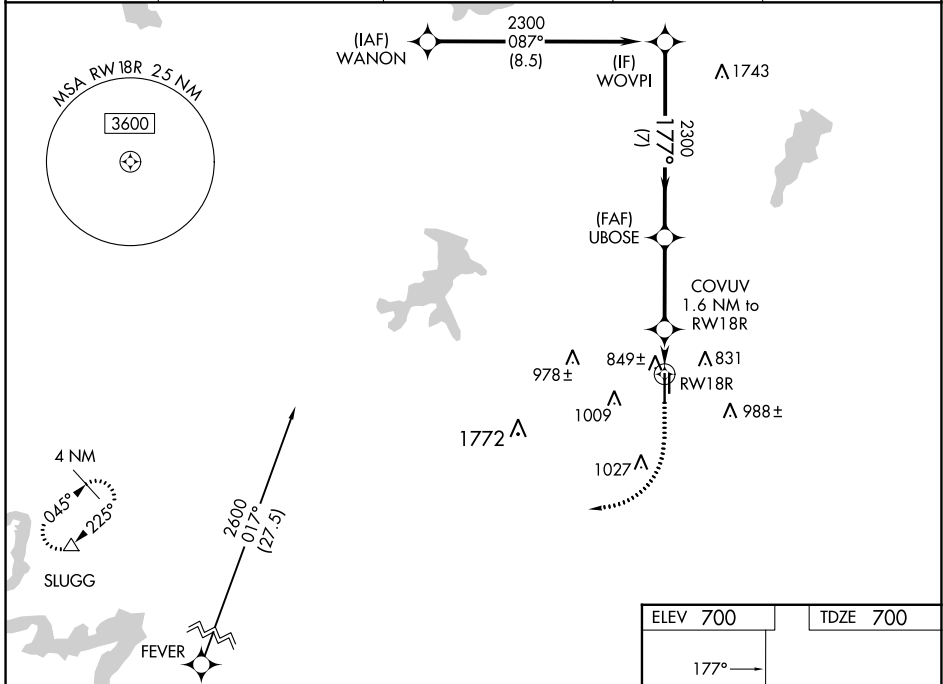 MSA RW 18R 25 NM
3600
(IAF)
WANON
2300
087°
(8.5)
(IF)
WOVPI
1743
2300
177°
(7)
(FAF)
UBOSE
COVUV
1.6 NM to
RW18R
978±
849±
831
RW18R
1009
988±
1772
1027
4 NM
045°
225°
SLUGG
2600
017°
(27.5)
FEVER
ELEV 700
TDZE 700
177°